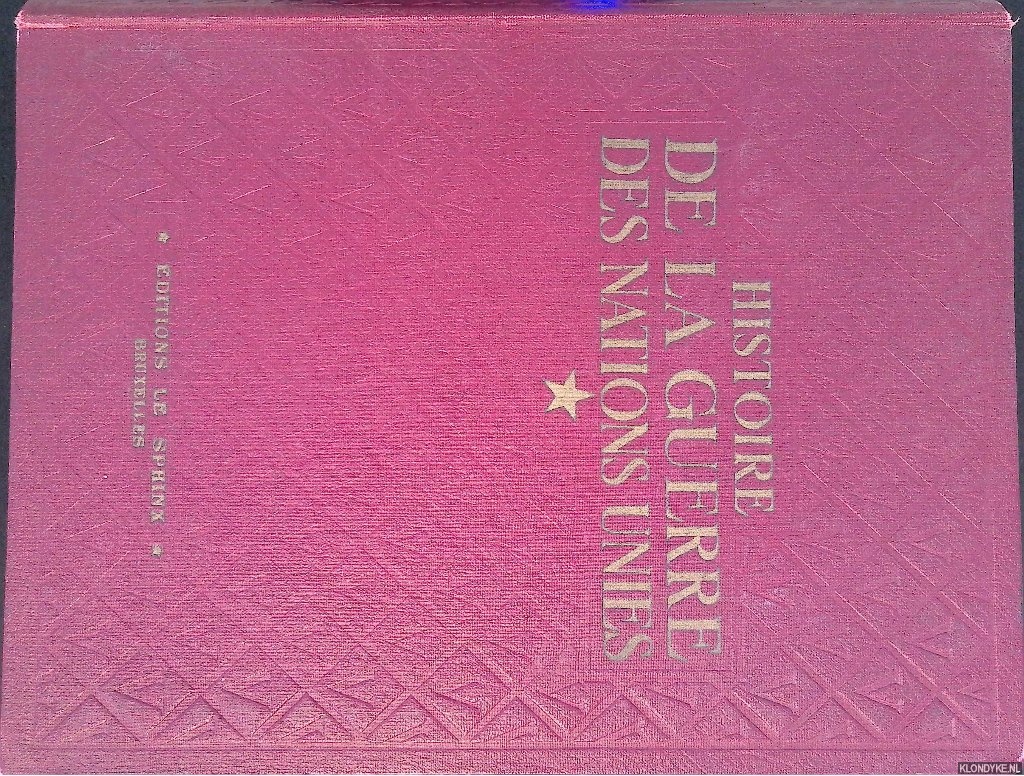 HISTOIRE
DE LA GUERRE
DES NATIONS UNIES
EDITIONS LE SPHINX
BRUXELLES
KLONDYKE.NL